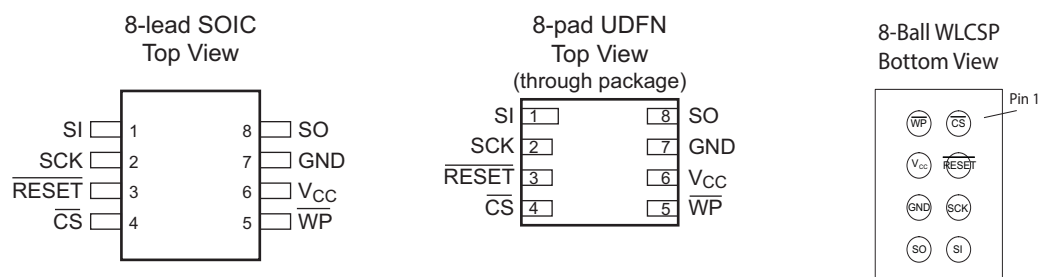 8-lead SOIC
Top View
SI 1 8 SO
SCK 2 7 GND
RESET 3 6 VCC
CS 4 5 WP
8-pad UDFN
Top View
(through package)
SI 1 8 SO
SCK 2 7 GND
RESET 3 6 VCC
CS 4 5 WP
8-Ball WLCSP
Bottom View
Pin 1
WP CS
VCC RESET
GND SCK
SO SI